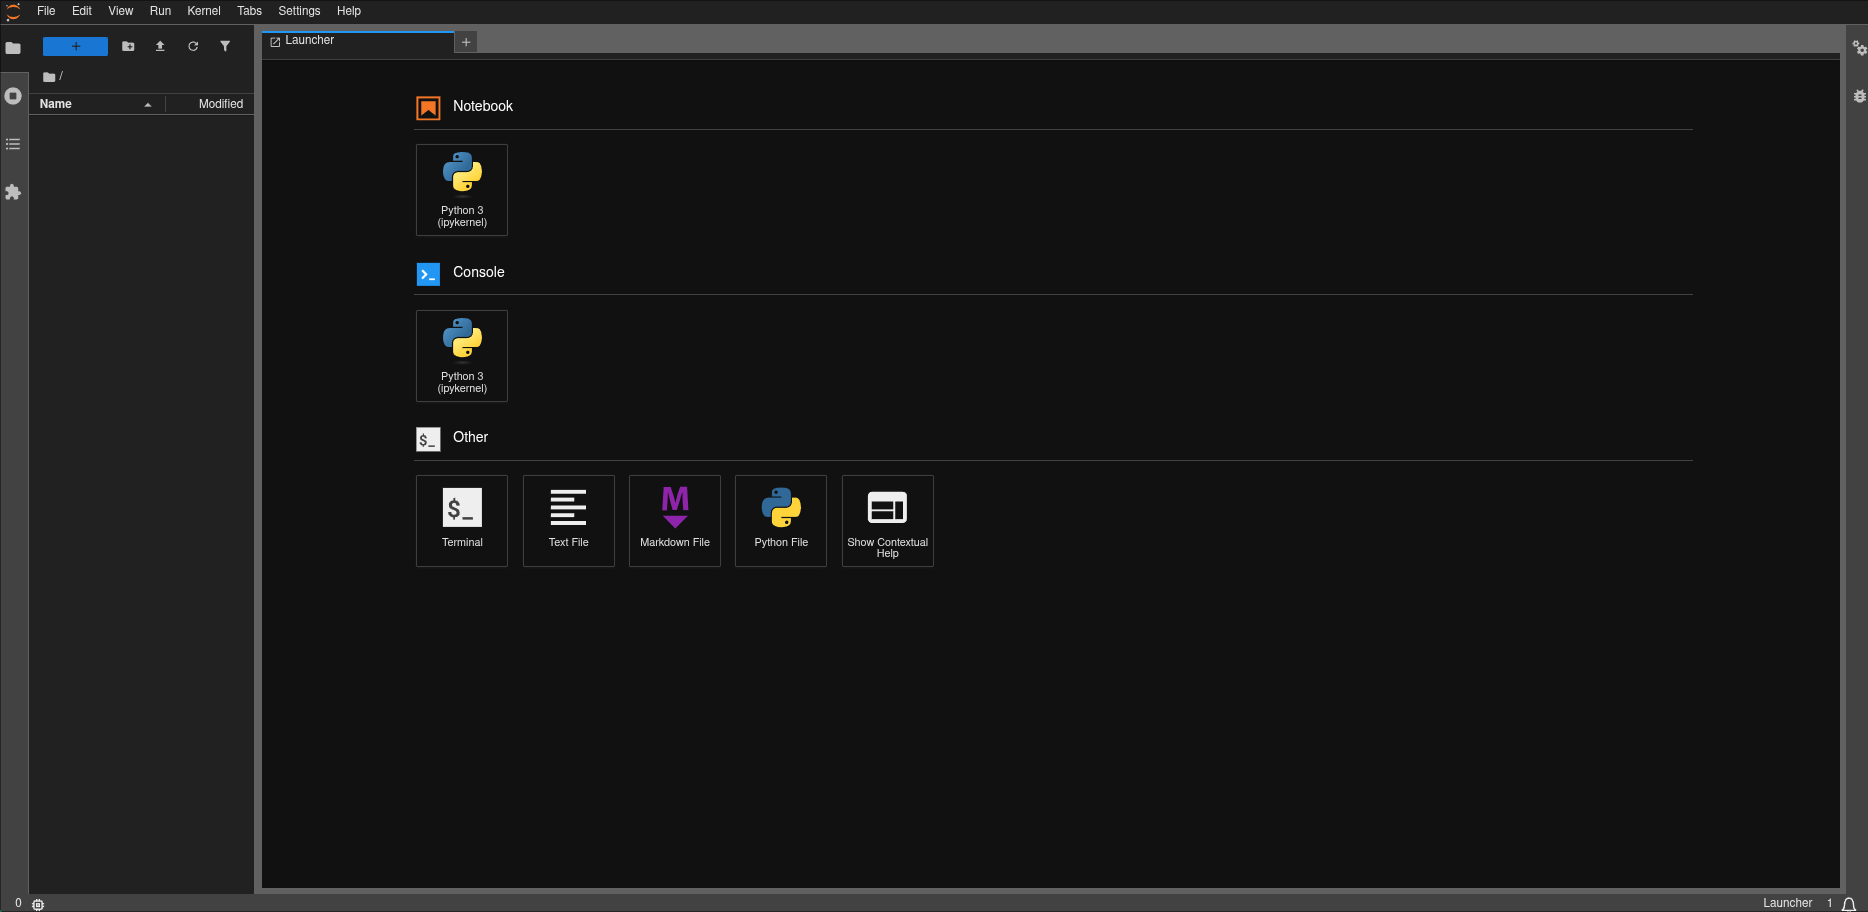 File Edit View Run Kernel Tabs Settings Help
+
/
Name Modified
Launcher
+
Notebook
Python 3
(ipykernel)
Console
Python 3
(ipykernel)
$_ Other
$_
Terminal
Text File
M
Markdown File
Python File
Show Contextual
Help
0
Launcher 1